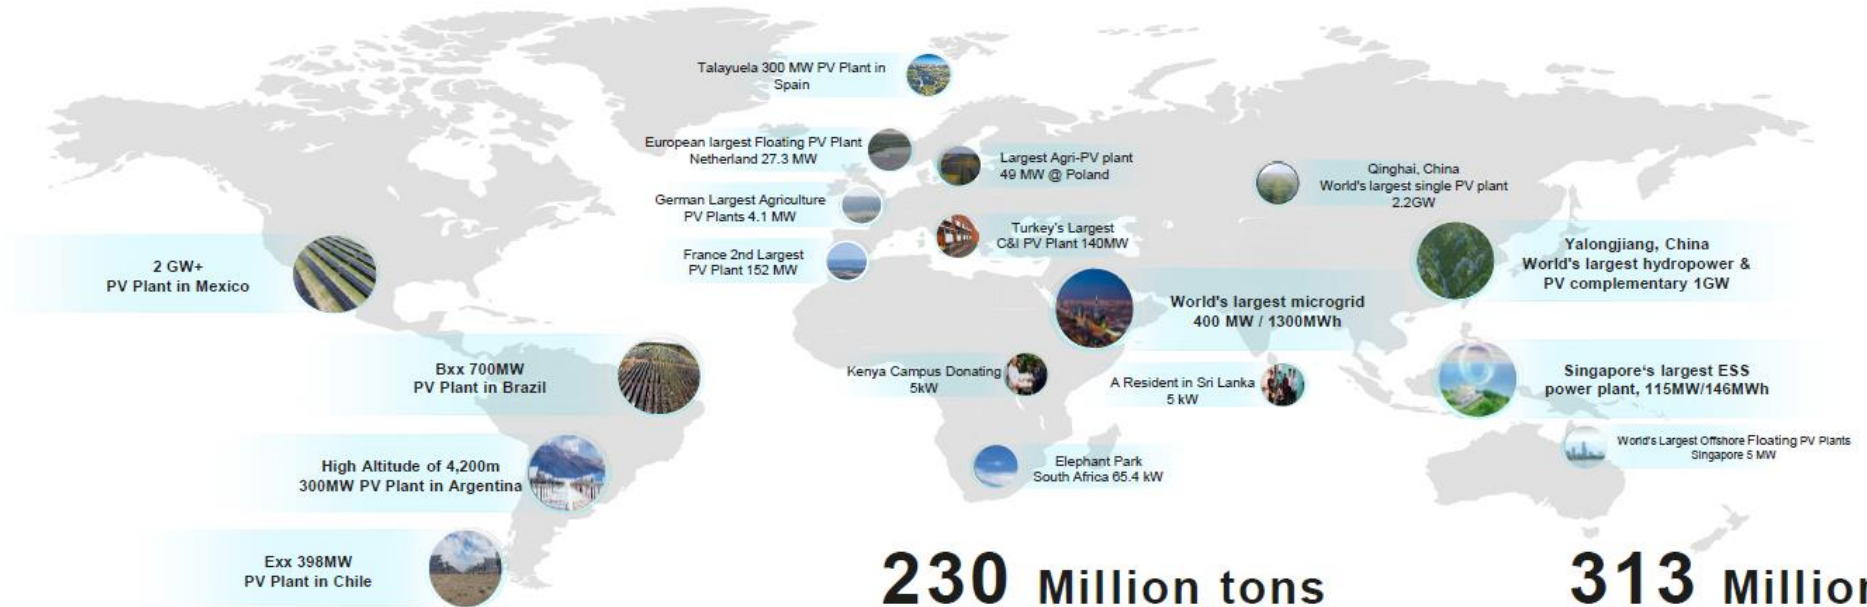 Talayuela 300 MW PV Plant in
Spain
European largest Floating PV Plant
Netherland 27.3 MW
Largest Agri-PV plant
49 MW @ Poland
Qinghai, China
World's largest single PV plant
2.2GW
German Largest Agriculture
PV Plants 4.1 MW
Turkey's Largest
C&I PV Plant 140MW
France 2nd Largest
PV Plant 152 MW
2 GW+
PV Plant in Mexico
Yalongjiang, China
World's largest hydropower &
PV complementary 1GW
World's largest microgrid
400 MW / 1300MWh
Bxx 700MW
PV Plant in Brazil
Kenya Campus Donating
5kW
A Resident in Sri Lanka
5 kW
Singapore‘s largest ESS
power plant, 115MW/146MWh
World's Largest Offshore Floating PV Plants
Singapore 5 MW
High Altitude of 4,200m
300MW PV Plant in Argentina
Elephant Park
South Africa 65.4 kW
Exx 398MW
PV Plant in Chile
230 Million tons
313 Million